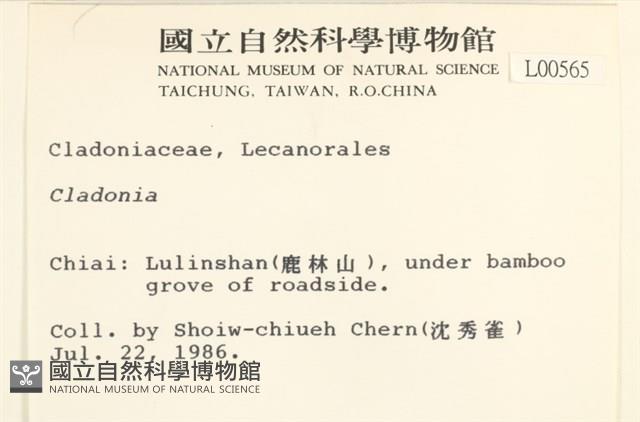 國立自然科學博物館
NATIONAL MUSEUM OF NATURAL SCIENCE
TAICHUNG, TAIWAN, R.O.CHINA
L00565
Cladoniaceae, Lecanorales
Cladonia
Chiai: Lulinshan(鹿林山), under bamboo
grove of roadside.
Coll. by Shoiw-chiueh Chern(沈秀雀)
Jul. 22, 1986.
國立自然科學博物館
NATIONAL MUSEUM OF NATURAL SCIENCE